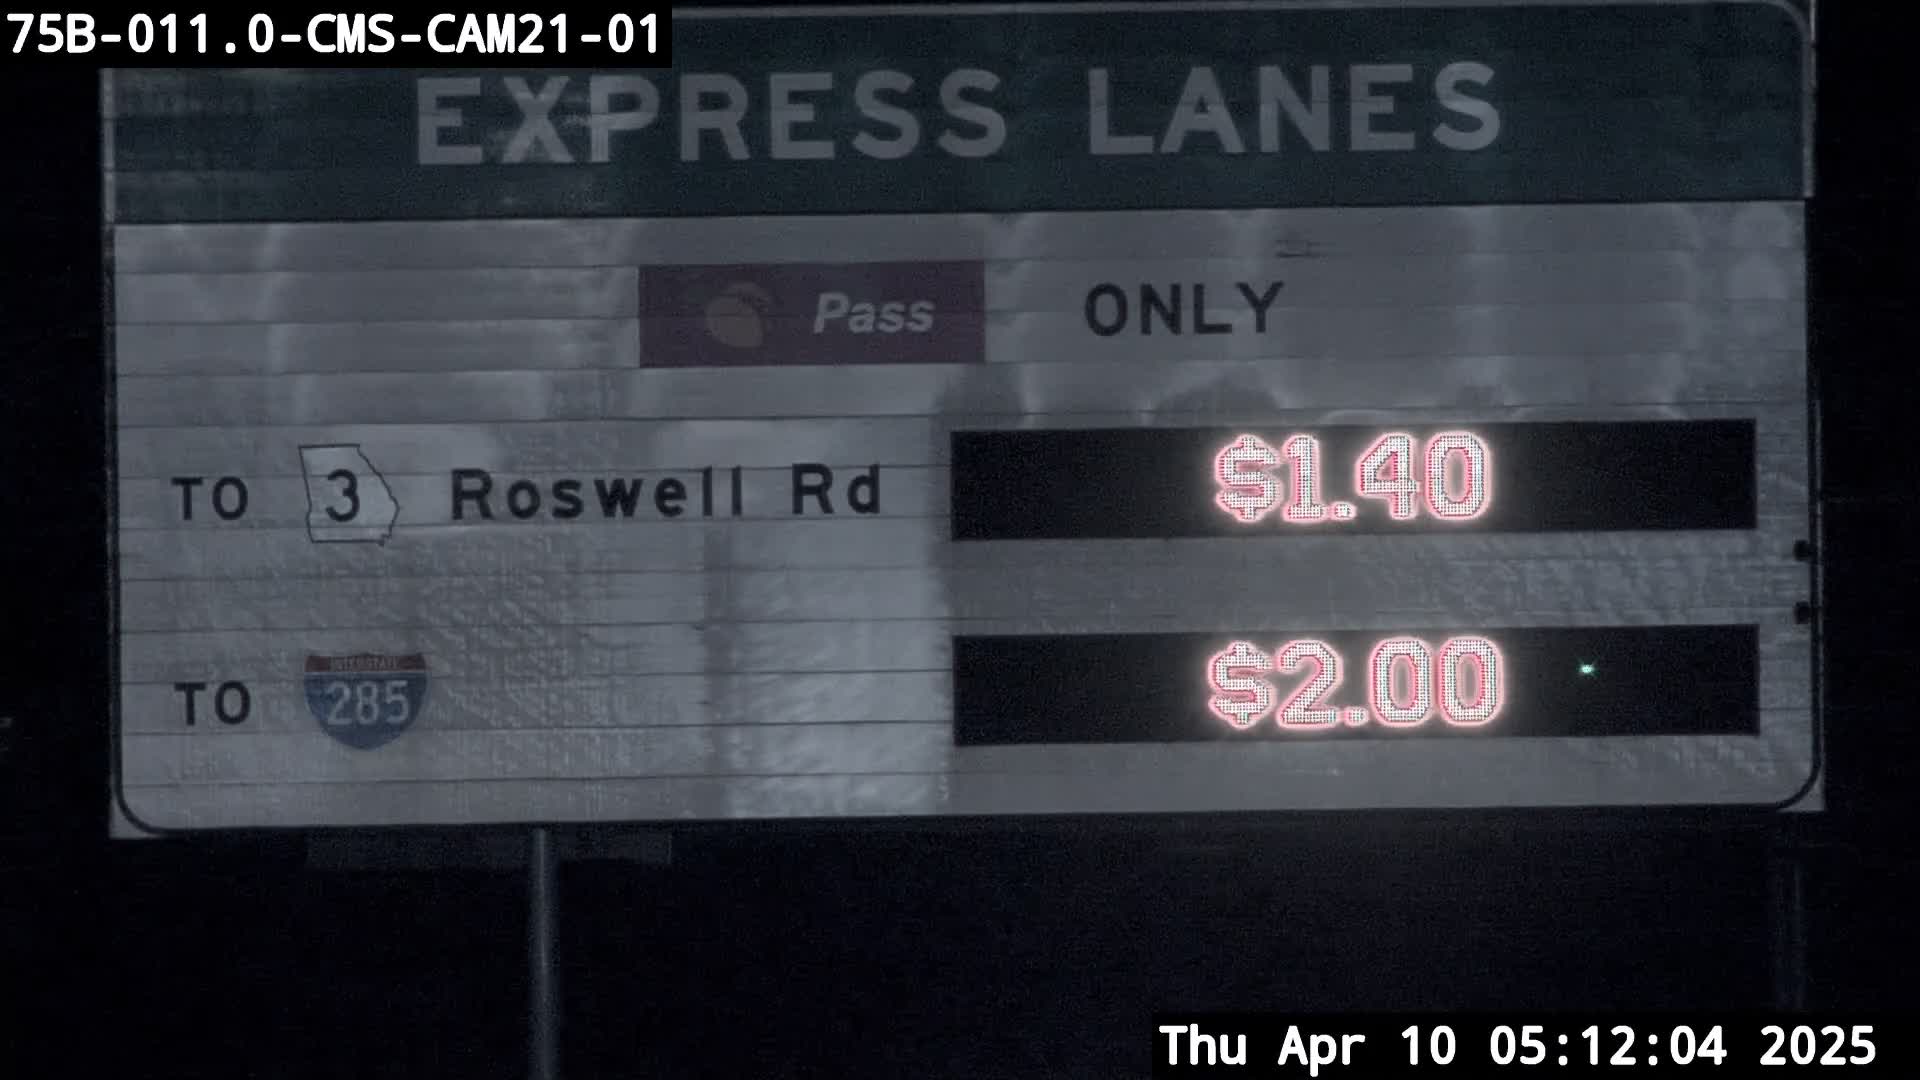 75B-011.0-CMS-CAM21-01
EXPRESS LANES
Pass ONLY
TO 3 Roswell Rd $1.40
TO INTERSTATE 285 $2.00
Thu Apr 10 05:12:04 2025